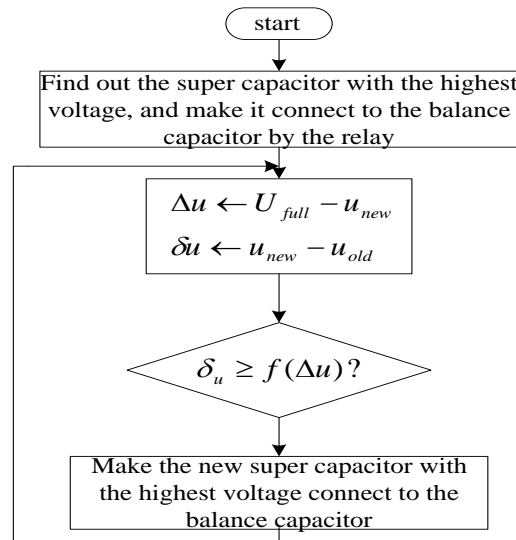 start
Find out the super capacitor with the highest
voltage, and make it connect to the balance
capacitor by the relay
Δu ← U_full − u_new
δu ← u_new − u_old
δ_u ≥ f(Δu)?
Make the new super capacitor with
the highest voltage connect to the
balance capacitor